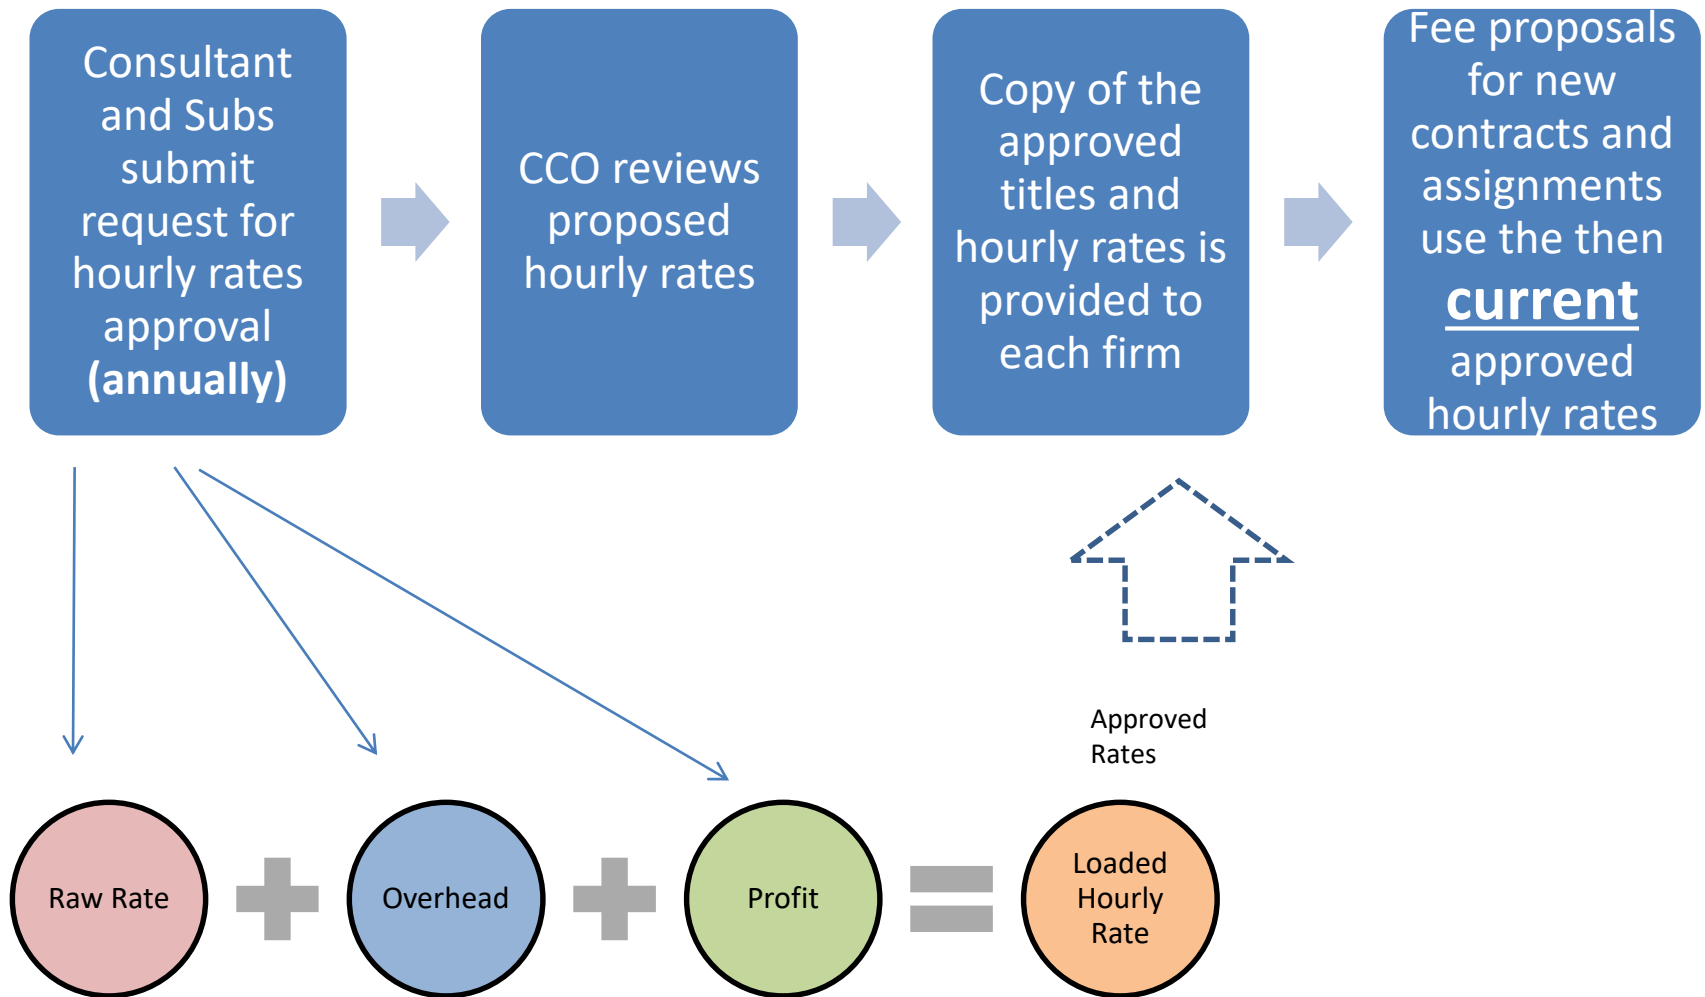 Consultant
and Subs
submit
request for
hourly rates
approval
(annually)
CCO reviews
proposed
hourly rates
Copy of the
approved
titles and
hourly rates is
provided to
each firm
Fee proposals
for new
contracts and
assignments
use the then
current
approved
hourly rates
Approved
Rates
Raw Rate
Overhead
Profit
Loaded
Hourly
Rate